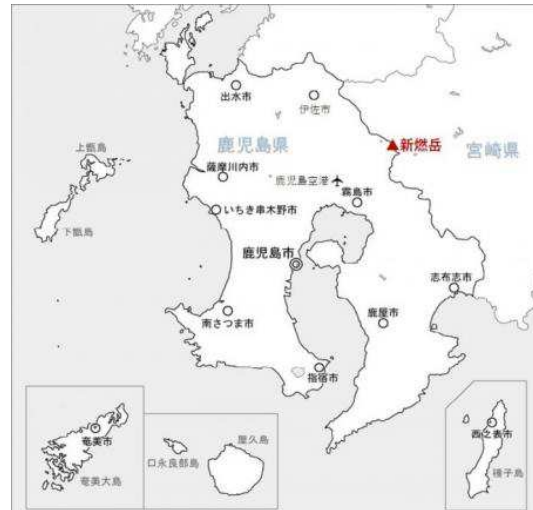 出水市
伊佐市
鹿児島県
新燃岳
宮崎県
上甑島
薩摩川内市
鹿児島空港
霧島市
いちき串木野市
下甑島
鹿児島市
志布志市
南さつま市
鹿屋市
指宿市
奄美市
奄美大島
屋久島
口永良部島
西之表市
種子島